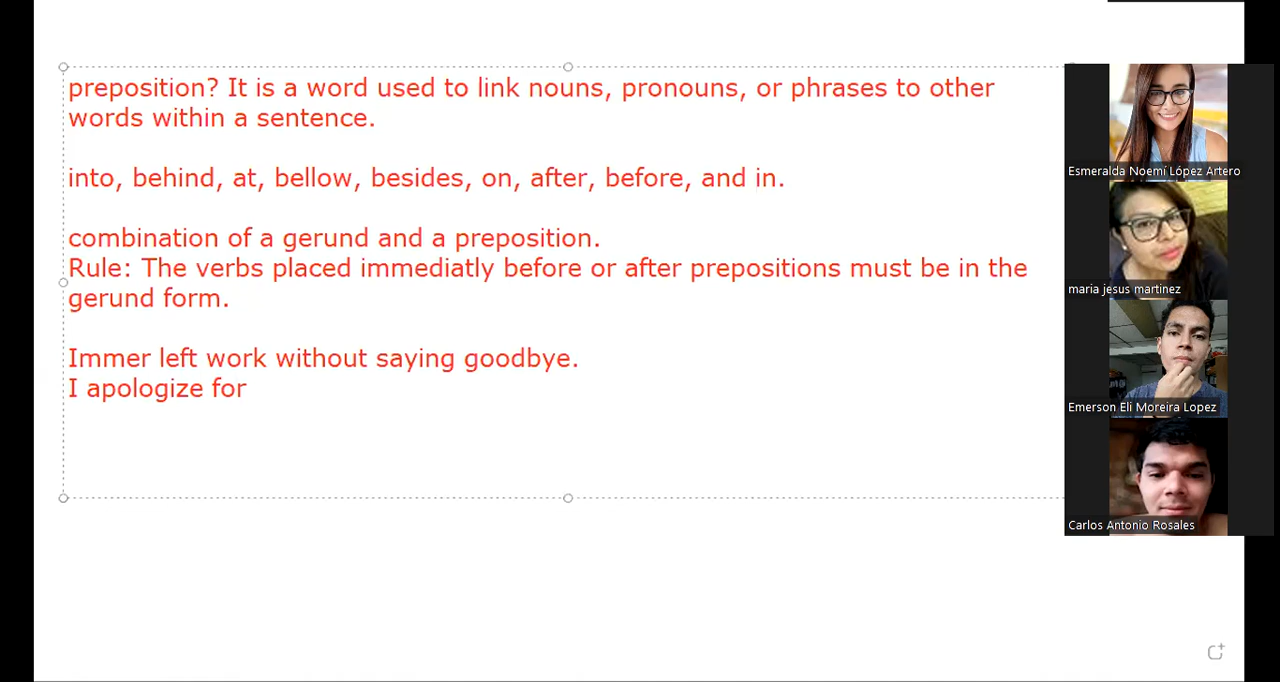 preposition? It is a word used to link nouns, pronouns, or phrases to other
words within a sentence.
into, behind, at, bellow, besides, on, after, before, and in.
combination of a gerund and a preposition.
Rule: The verbs placed immediatly before or after prepositions must be in the
gerund form.
Immer left work without saying goodbye.
I apologize for
Esmeralda Noemí López Artero
maria jesus martinez
Emerson Eli Moreira Lopez
Carlos Antonio Rosales